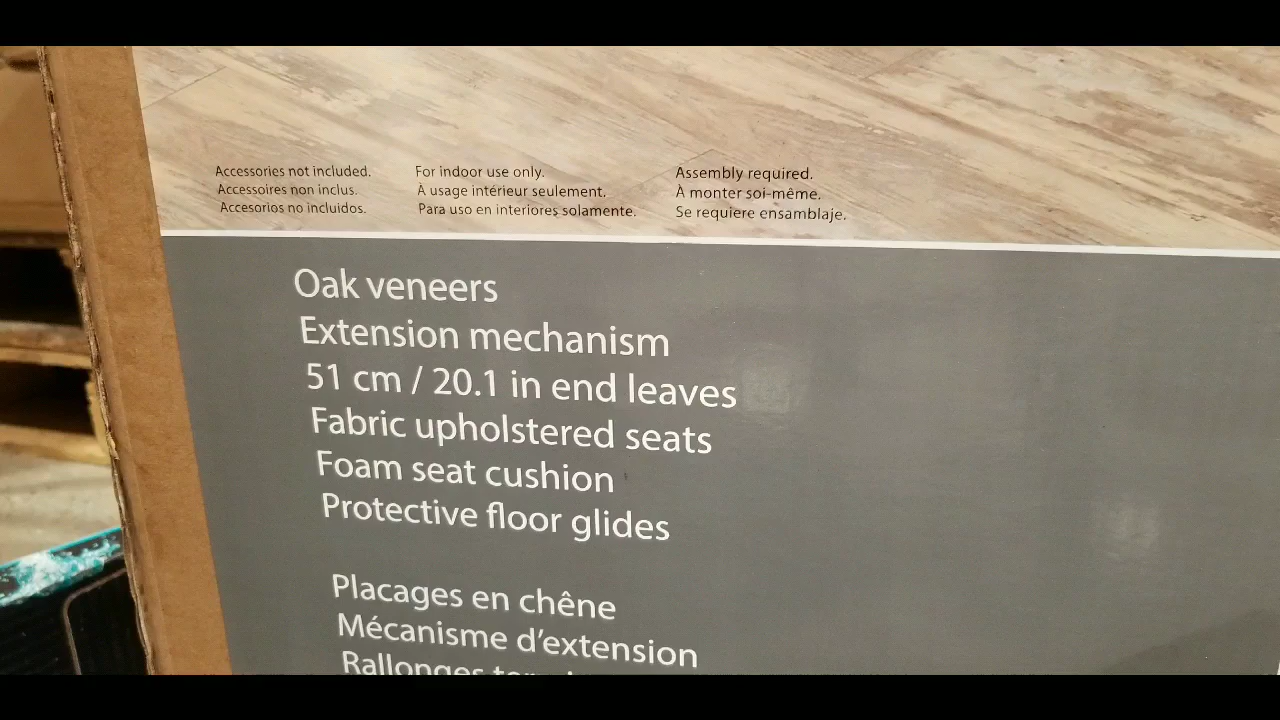 Accessories not included.
Accessoires non inclus.
Accesorios no incluidos.
For indoor use only.
À usage intérieur seulement.
Para uso en interiores solamente.
Assembly required.
À monter soi-même.
Se requiere ensamblaje.
Oak veneers
Extension mechanism
51 cm / 20.1 in end leaves
Fabric upholstered seats
Foam seat cushion
Protective floor glides
Placages en chêne
Mécanisme d'extension
Rallonges